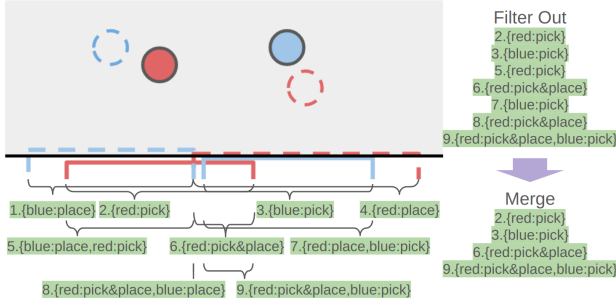 Filter Out
2.{red:pick}
3.{blue:pick}
5.{red:pick}
6.{red:pick&place}
7.{blue:pick}
8.{red:pick&place}
9.{red:pick&place,blue:pick}
Merge
2.{red:pick}
3.{blue:pick}
6.{red:pick&place}
9.{red:pick&place,blue:pick}
1.{blue:place} 2.{red:pick} 3.{blue:pick} 4.{red:place}
5.{blue:place,red:pick} 6.{red:pick&place} 7.{red:place,blue:pick}
8.{red:pick&place,blue:place} 9.{red:pick&place,blue:pick}